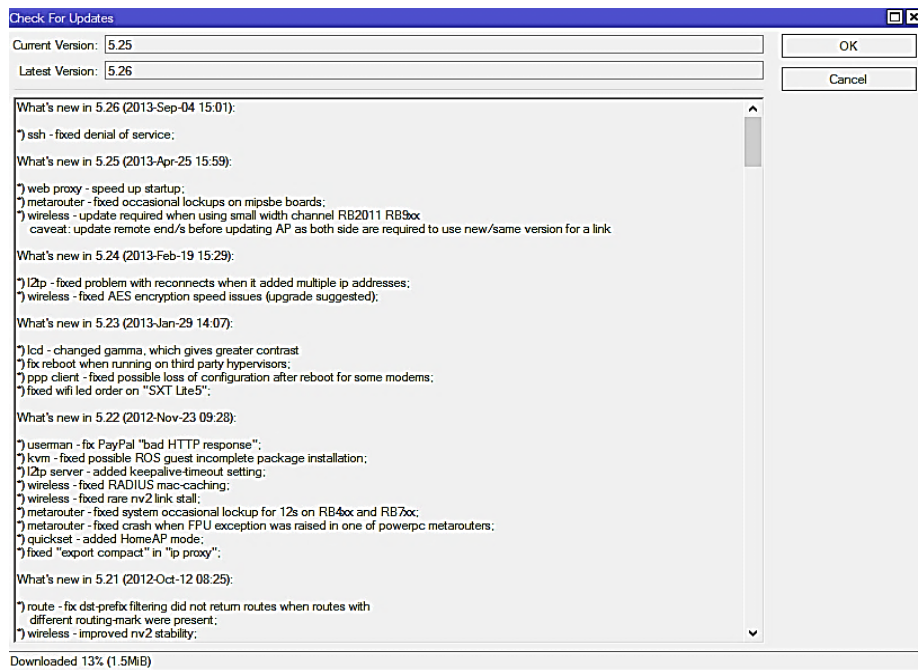 Check For Updates
Current Version: 5.25
OK
Latest Version: 5.26
Cancel
What's new in 5.26 (2013-Sep-04 15:01):
*) ssh - fixed denial of service;
What's new in 5.25 (2013-Apr-25 15:59):
*) web proxy - speed up startup;
*) metarouter - fixed occasional lockups on mipsbe boards;
*) wireless - update required when using small width channel RB2011 RB9xx
caveat: update remote end/s before updating AP as both side are required to use new/same version for a link
What's new in 5.24 (2013-Feb-19 15:29):
*) l2tp - fixed problem with reconnects when it added multiple ip addresses;
*) wireless - fixed AES encryption speed issues (upgrade suggested);
What's new in 5.23 (2013-Jan-29 14:07):
*) lcd - changed gamma, which gives greater contrast
*) fix reboot when running on third party hypervisors;
*) ppp client - fixed possible loss of configuration after reboot for some modems;
*) fixed wifi led order on "SXT Lite5";
What's new in 5.22 (2012-Nov-23 09:28):
*) userman - fix PayPal "bad HTTP response";
*) kvm - fixed possible ROS guest incomplete package installation;
*) l2tp server - added keepalive-timeout setting;
*) wireless - fixed RADIUS mac-caching;
*) wireless - fixed rare nv2 link stall;
*) metarouter - fixed system occasional lockup for 12s on RB4xx and RB7xx;
*) metarouter - fixed crash when FPU exception was raised in one of powerpc metarouters;
*) quickset - added HomeAP mode;
*) fixed "export compact" in "ip proxy";
What's new in 5.21 (2012-Oct-12 08:25):
*) route - fix dst-prefix filtering did not return routes when routes with
different routing-mark were present;
*) wireless - improved nv2 stability;
Downloaded 13% (1.5MiB)